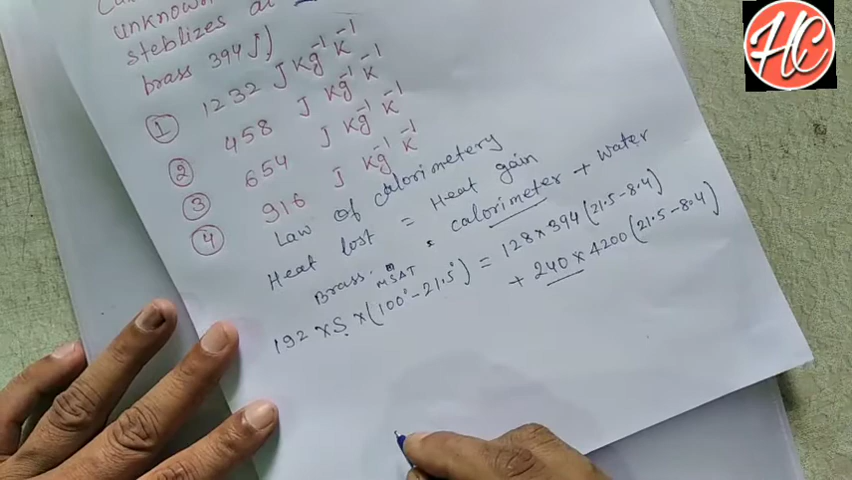 unknown
steblizes at
brass 394 J)
① 1232 J kg⁻¹ K⁻¹
② 458 J kg⁻¹ K⁻¹
③ 654 J kg⁻¹ K⁻¹
④ 916 J kg⁻¹ K⁻¹
Law of calorimetery
Heat lost = Heat gain
Brass. calorimeter + water
MSΔT
192 × S × (100° - 21.5°) = 128 × 394 (21.5 - 8.4)
+ 240 × 4200 (21.5 - 8.4)
HC